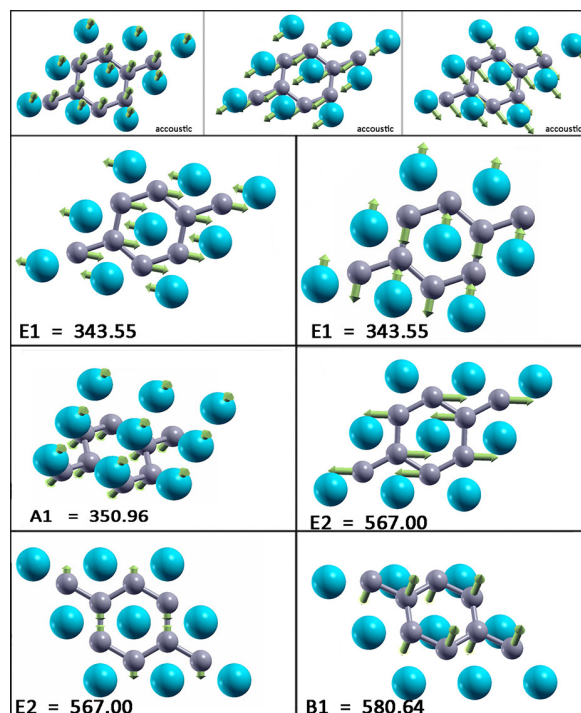 accoustic
accoustic
accoustic
E1 = 343.55
E1 = 343.55
A1 = 350.96
E2 = 567.00
E2 = 567.00
B1 = 580.64